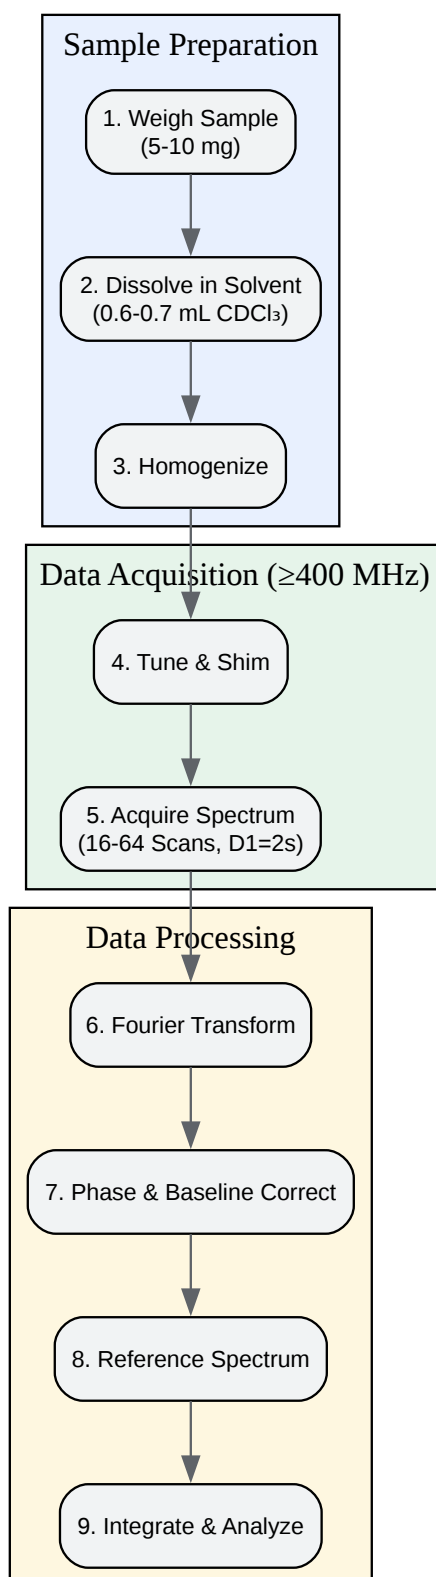 Sample Preparation
1. Weigh Sample
(5-10 mg)
2. Dissolve in Solvent
(0.6-0.7 mL CDCl₃)
3. Homogenize
Data Acquisition (≥400 MHz)
4. Tune & Shim
5. Acquire Spectrum
(16-64 Scans, D1=2s)
Data Processing
6. Fourier Transform
7. Phase & Baseline Correct
8. Reference Spectrum
9. Integrate & Analyze